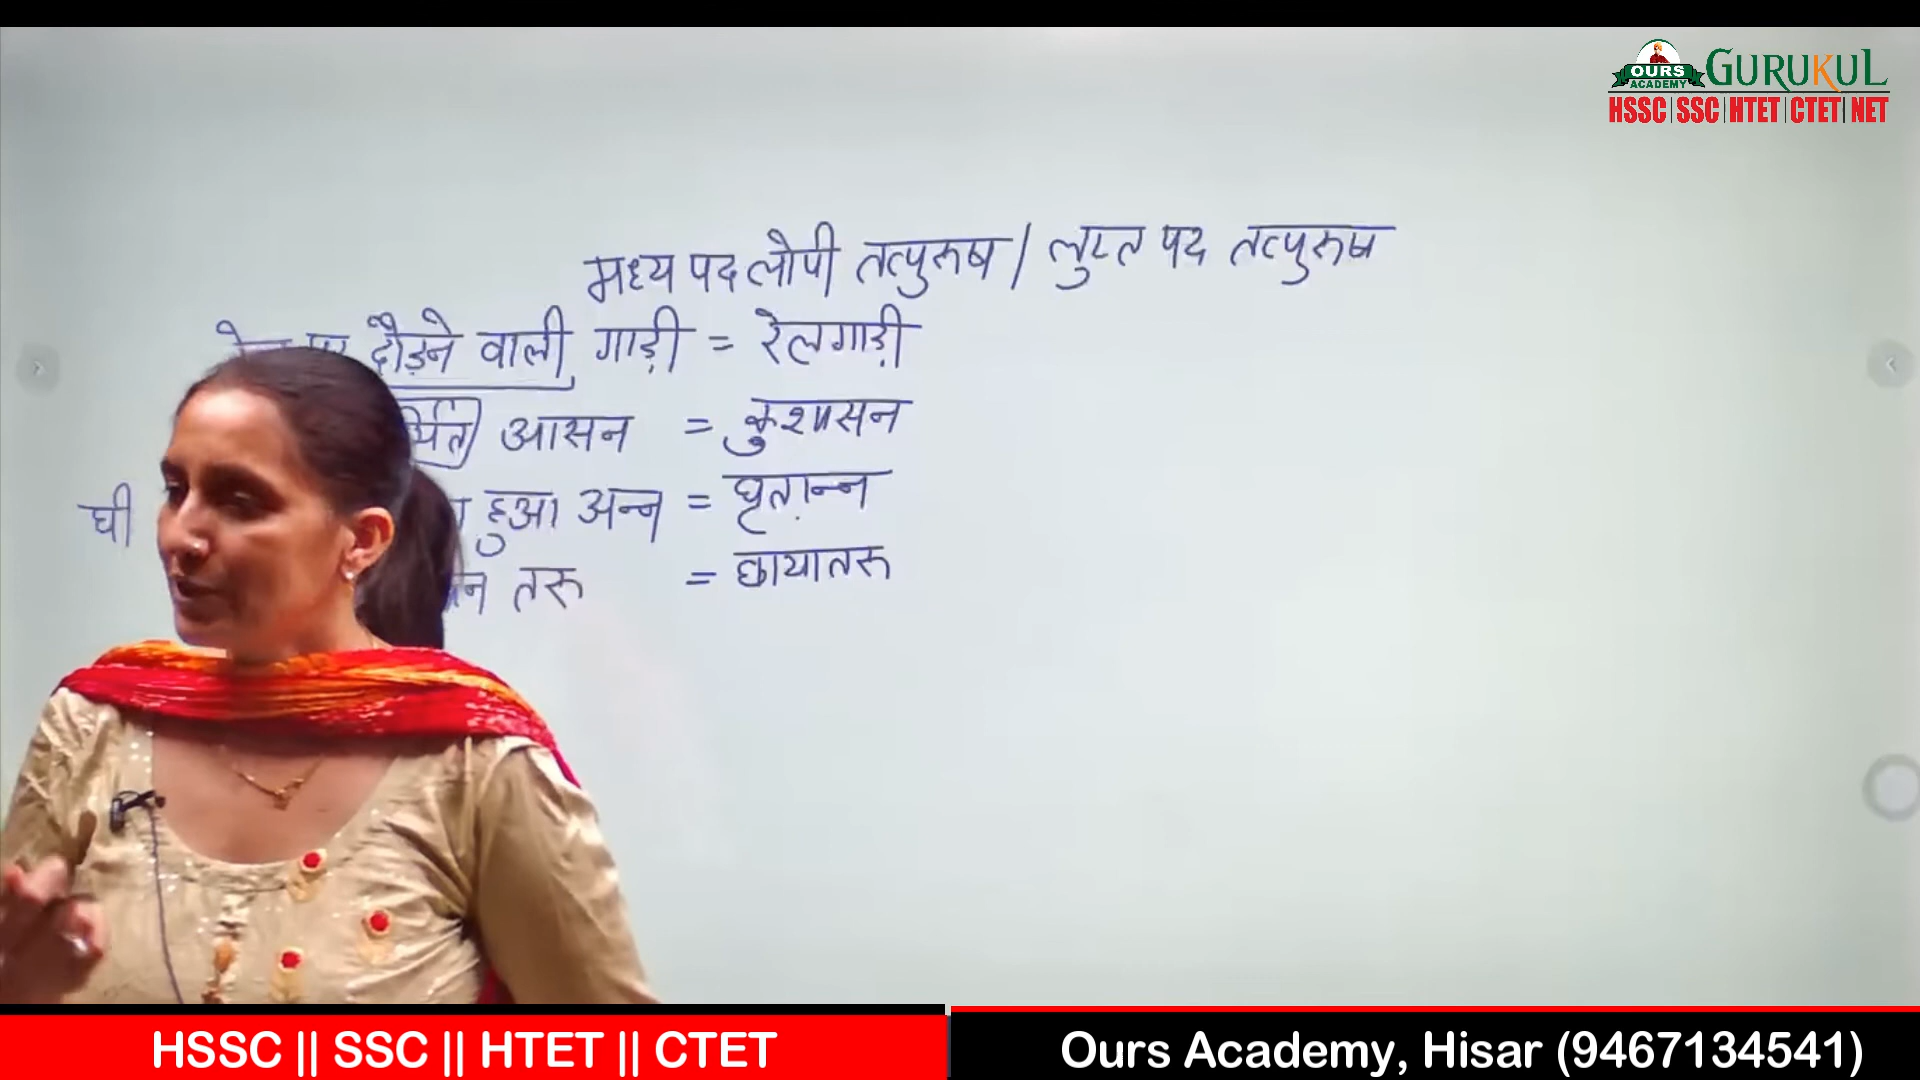 OURS ACADEMY GURUKUL
HSSC | SSC | HTET | CTET | NET
मध्य पद लोपी तत्पुरुष / लुप्त पद तत्पुरुष
दौड़ने वाली गाड़ी = रेलगाड़ी
आसन = कुशासन
घी हुआ अन्न = घृतान्न
तरु = छायातरु
HSSC || SSC || HTET || CTET
Ours Academy, Hisar (9467134541)